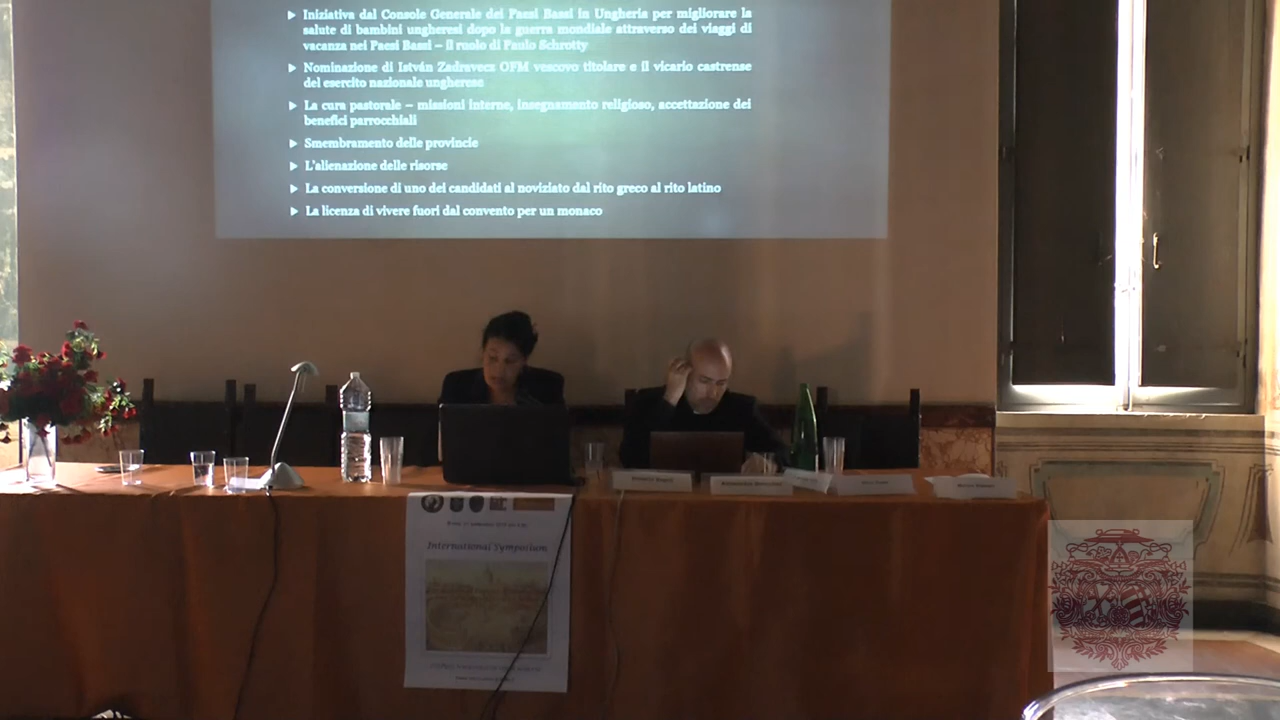 ▶ Iniziativa dal Console Generale dei Paesi Bassi in Ungheria per migliorare la
salute di bambini ungheresi dopo la guerra mondiale attraverso dei viaggi di
vacanza nei Paesi Bassi – il ruolo di Paulo Schrotty
▶ Nominazione di István Zadravecz OFM vescovo titolare e il vicario castrense
del esercito nazionale ungherese
▶ La cura pastorale – missioni interne, insegnamento religioso, accettazione dei
benefici parrocchiali
▶ Smembramento delle provincie
▶ L'alienazione delle risorse
▶ La conversione di uno dei candidati al noviziato dal rito greco al rito latino
▶ La licenza di vivere fuori dal convento per un monaco
International Symposium